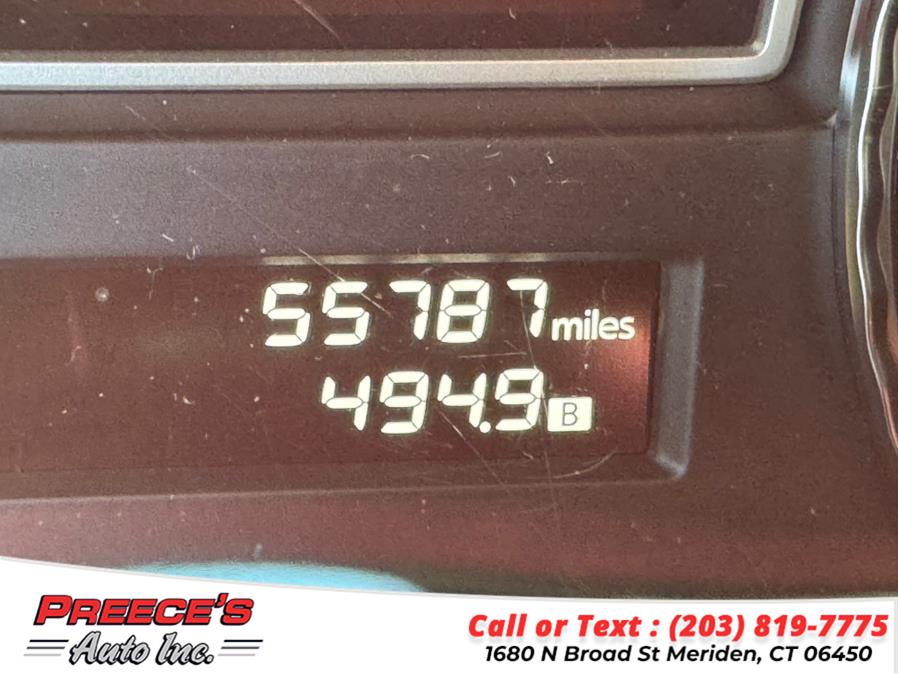 55787 miles
494.9 B
PREECE'S
Auto Inc.
Call or Text : (203) 819-7775
1680 N Broad St Meriden, CT 06450